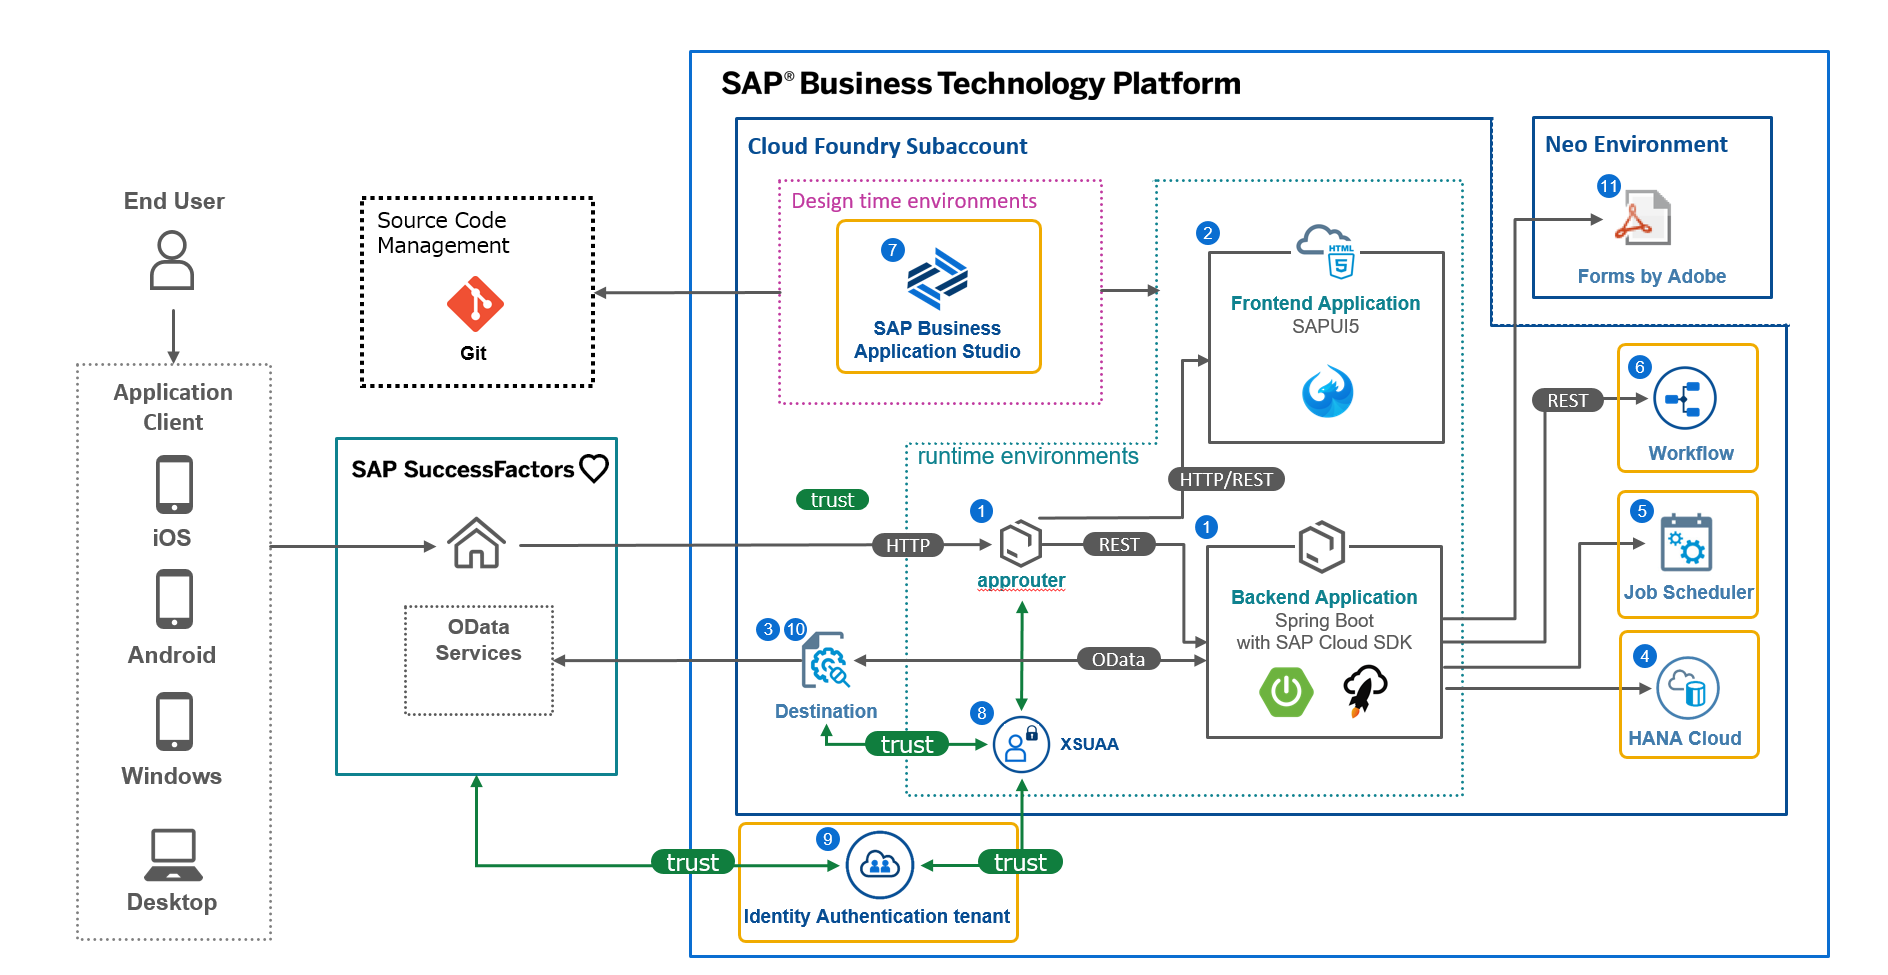 SAP® Business Technology Platform
Cloud Foundry Subaccount
Neo Environment
11
Forms by Adobe
Design time environments
7
SAP Business
Application Studio
End User
Source Code
Management
Git
2
HTML
5
Frontend Application
SAPUI5
Application
Client
iOS
Android
Windows
Desktop
SAP SuccessFactors
OData
Services
runtime environments
trust
HTTP/REST
HTTP
1
approuter
REST
1
Backend Application
Spring Boot
with SAP Cloud SDK
REST
6
Workflow
5
Job Scheduler
4
HANA Cloud
3
10
Destination
OData
trust
8
XSUAA
trust
9
trust
Identity Authentication tenant